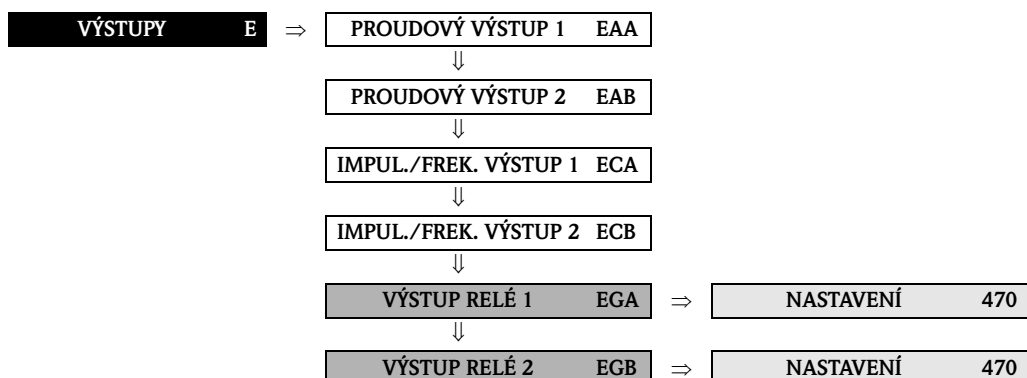 VÝSTUPY E ⇒ PROUDOVÝ VÝSTUP 1 EAA
⇓
PROUDOVÝ VÝSTUP 2 EAB
⇓
IMPUL./FREK. VÝSTUP 1 ECA
⇓
IMPUL./FREK. VÝSTUP 2 ECB
⇓
VÝSTUP RELÉ 1 EGA ⇒ NASTAVENÍ 470
⇓
VÝSTUP RELÉ 2 EGB ⇒ NASTAVENÍ 470